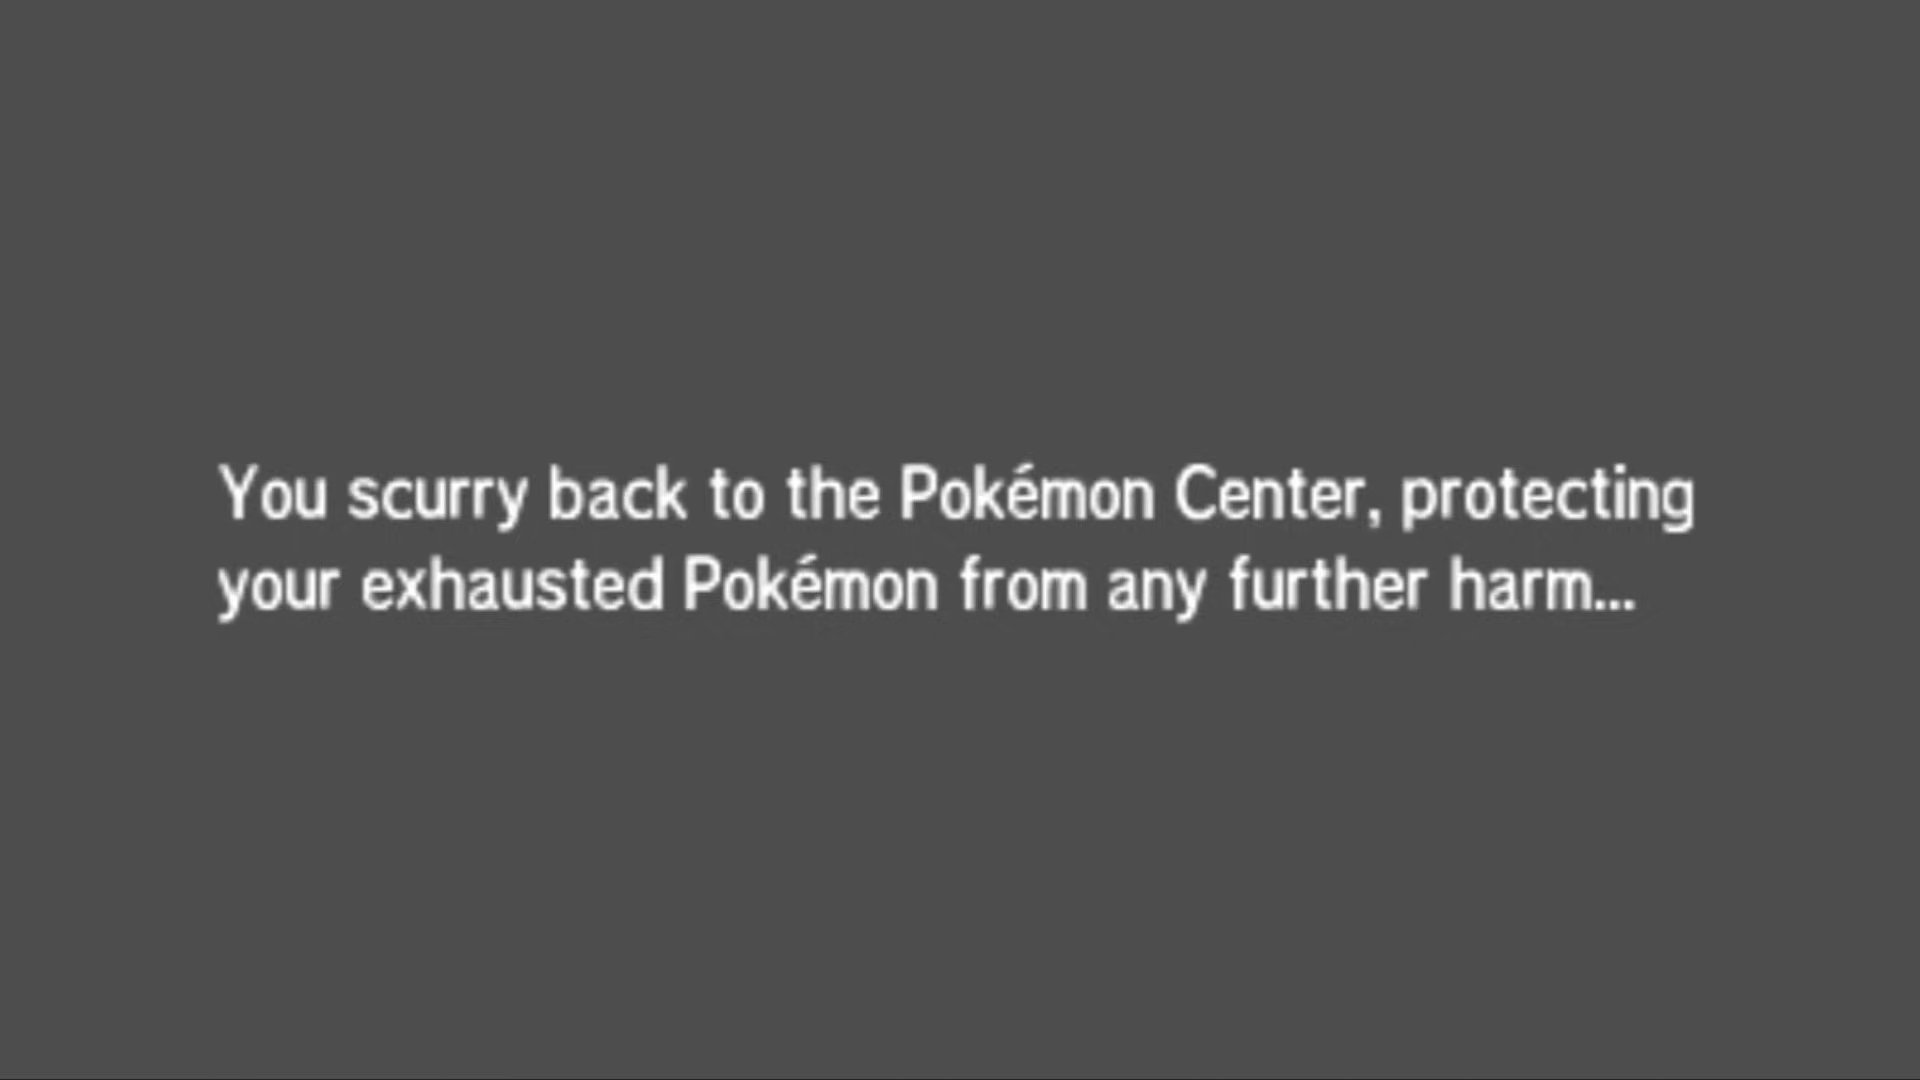 You scurry back to the Pokémon Center, protecting
your exhausted Pokémon from any further harm...